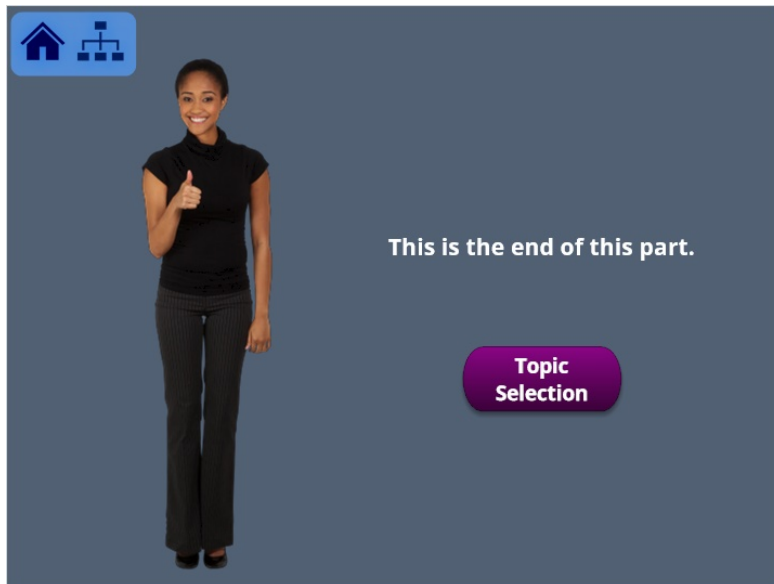 This is the end of this part.
Topic
Selection